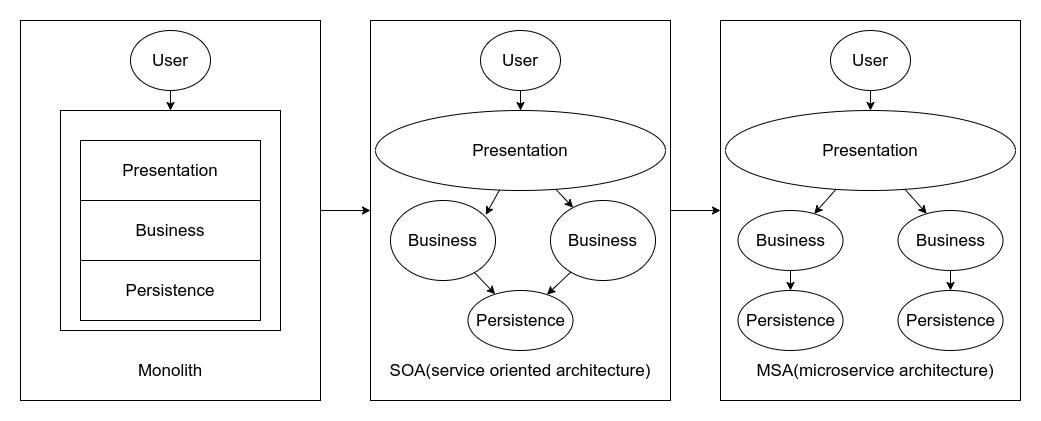 User
Presentation
Business
Persistence
Monolith
User
Presentation
Business
Business
Persistence
SOA(service oriented architecture)
User
Presentation
Business
Business
Persistence
Persistence
MSA(microservice architecture)